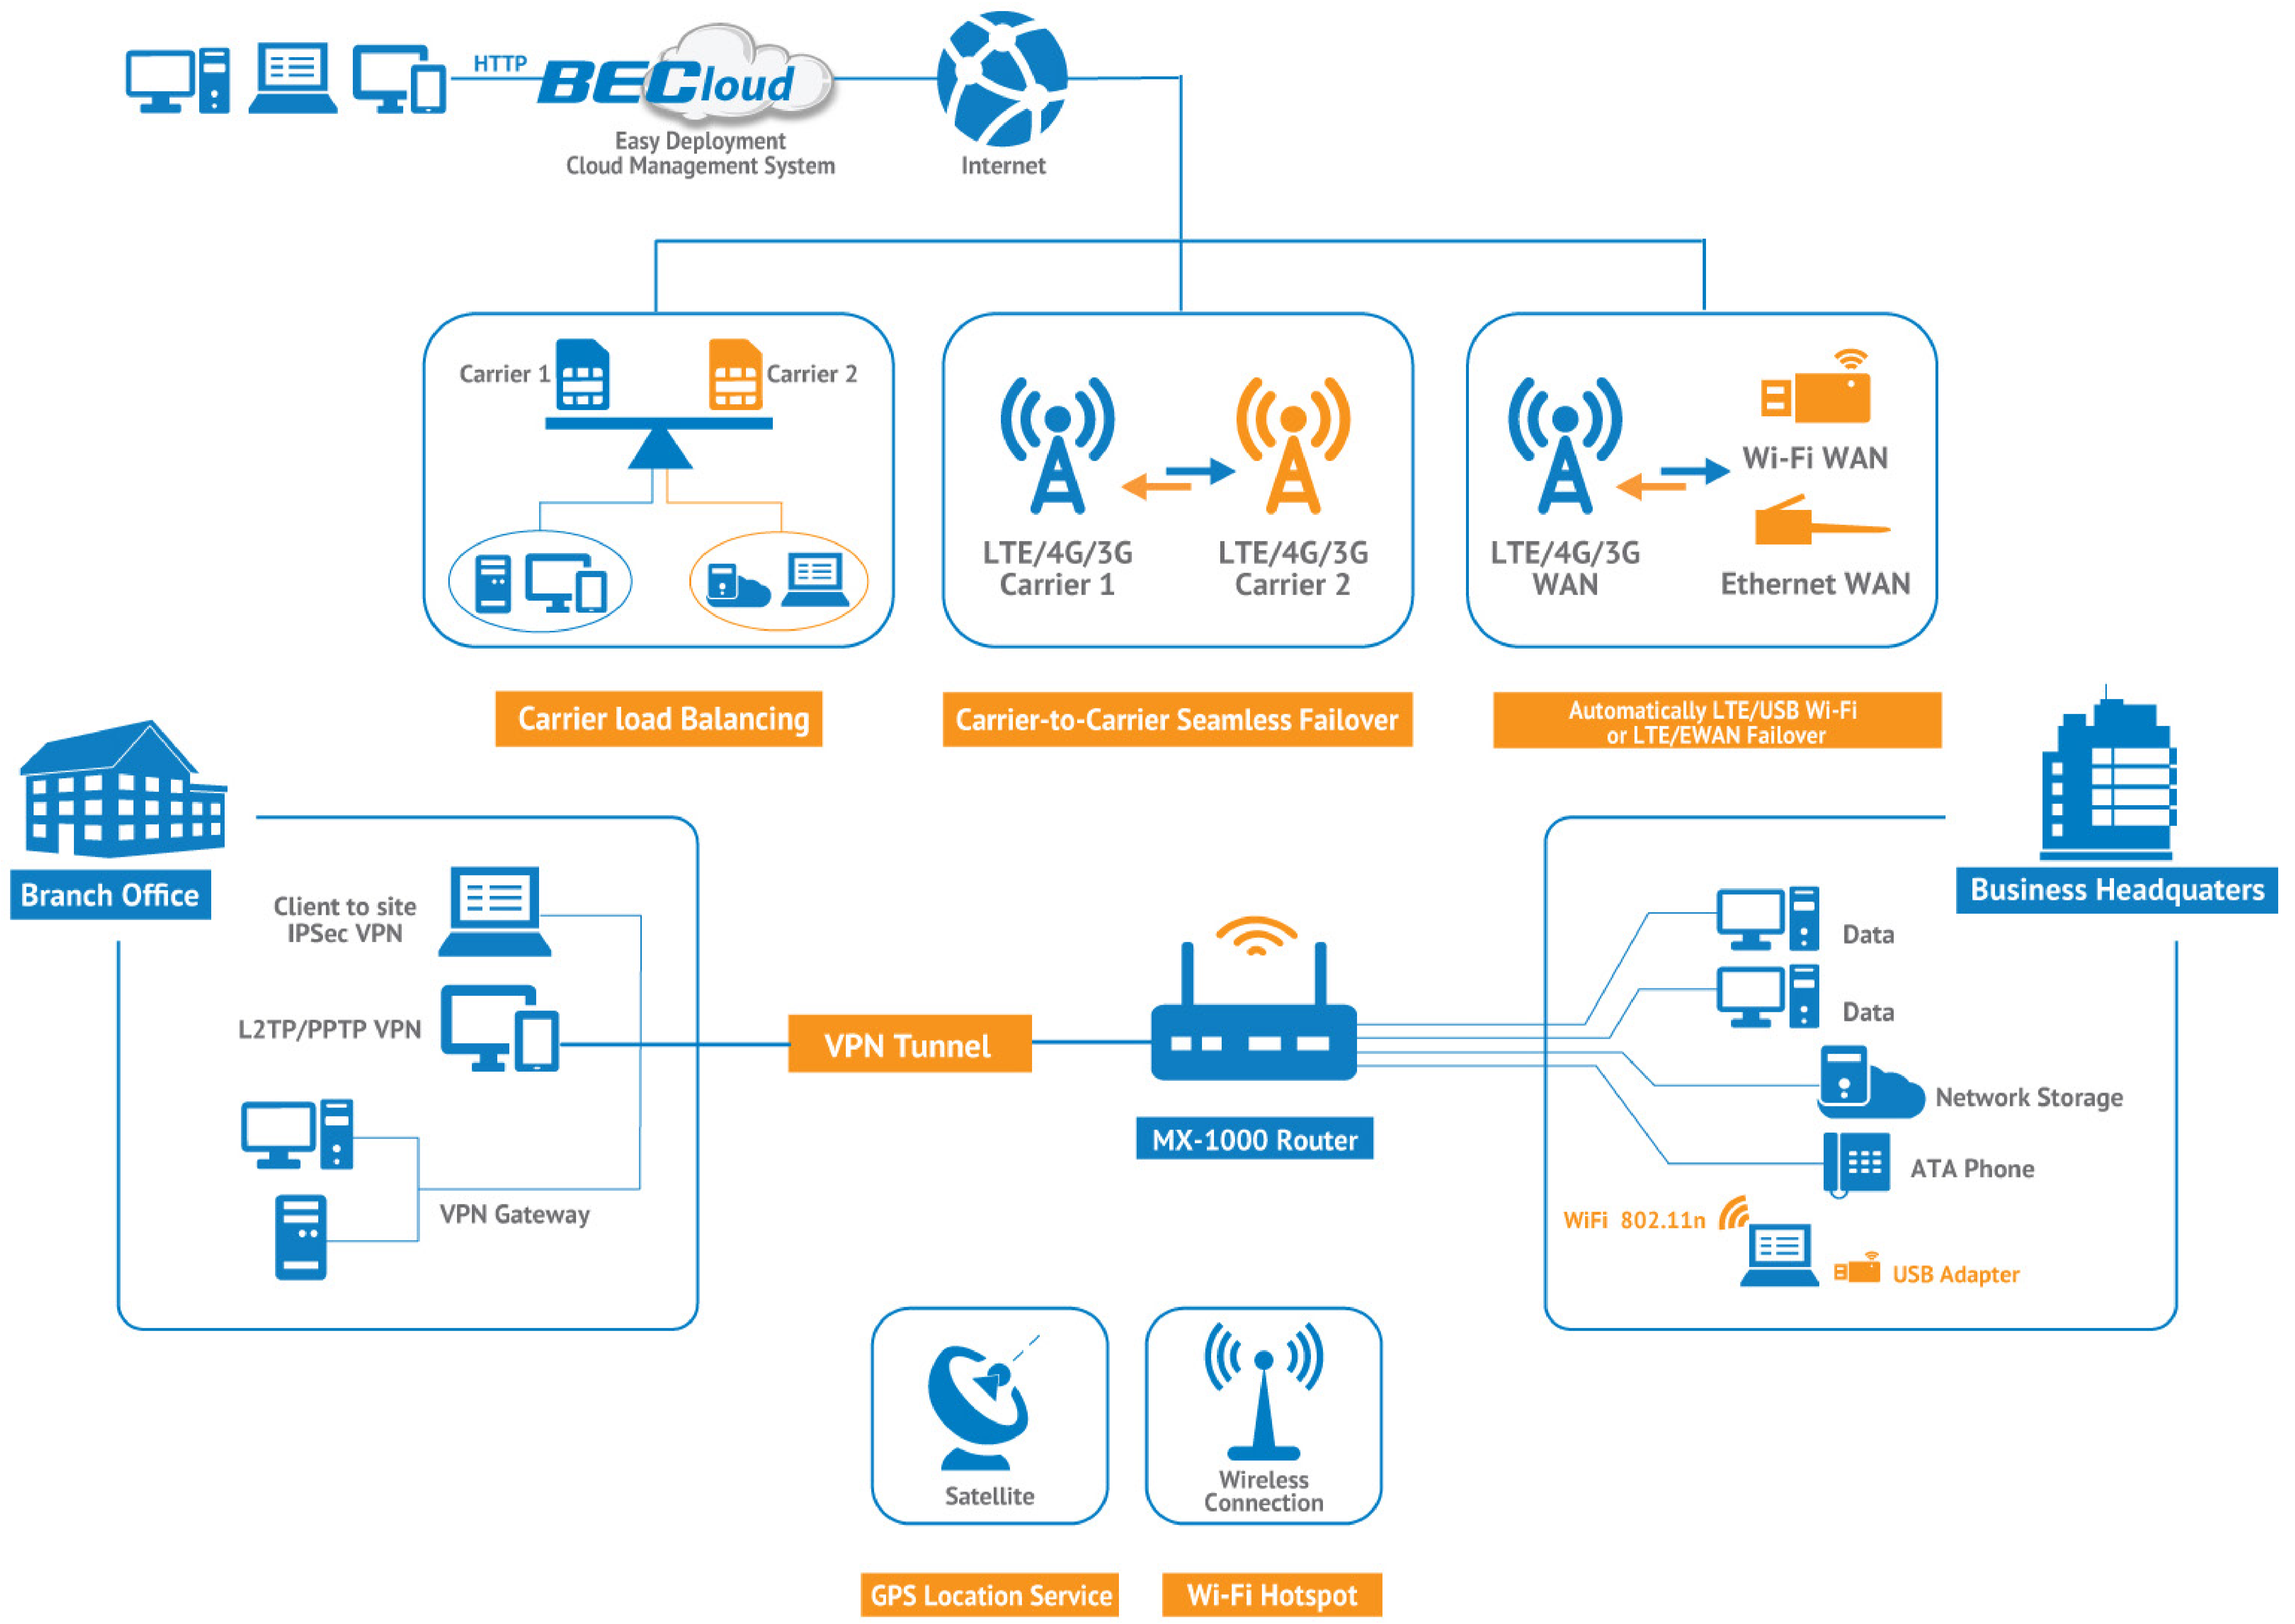 HTTP
BECloud
Easy Deployment
Cloud Management System
Internet
Carrier 1
Carrier 2
LTE/4G/3G
Carrier 1
LTE/4G/3G
Carrier 2
LTE/4G/3G
WAN
Wi-Fi WAN
Ethernet WAN
Carrier load Balancing
Carrier-to-Carrier Seamless Failover
Automatically LTE/USB Wi-Fi
or LTE/EWAN Failover
Branch Office
Client to site
IPSec VPN
L2TP/PPTP VPN
VPN Gateway
VPN Tunnel
MX-1000 Router
Business Headquaters
Data
Data
Network Storage
ATA Phone
WiFi 802.11n
USB Adapter
Satellite
Wireless
Connection
GPS Location Service
Wi-Fi Hotspot